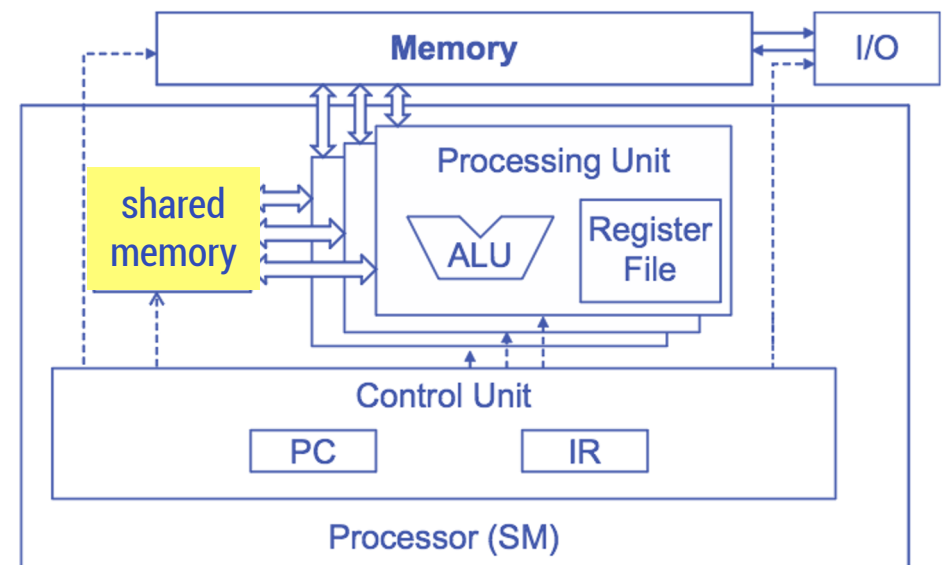 Memory
I/O
Processing Unit
shared
memory
ALU
Register
File
Control Unit
PC
IR
Processor (SM)